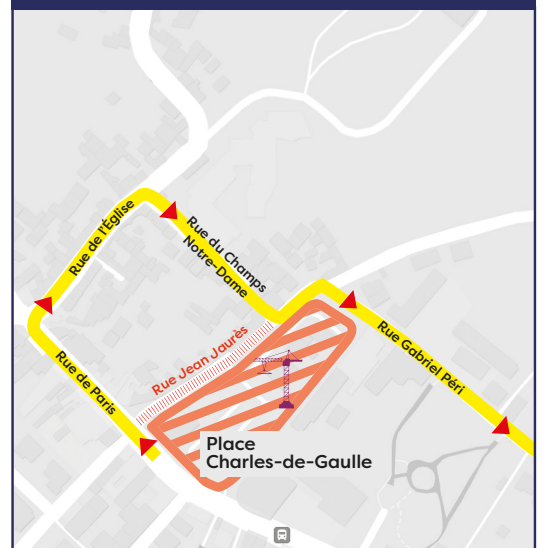 Rue de l'Église
Rue du Champs
Notre-Dame
Rue Jean Jaurès
Rue de Paris
Rue Gabriel Péri
Place
Charles-de-Gaulle